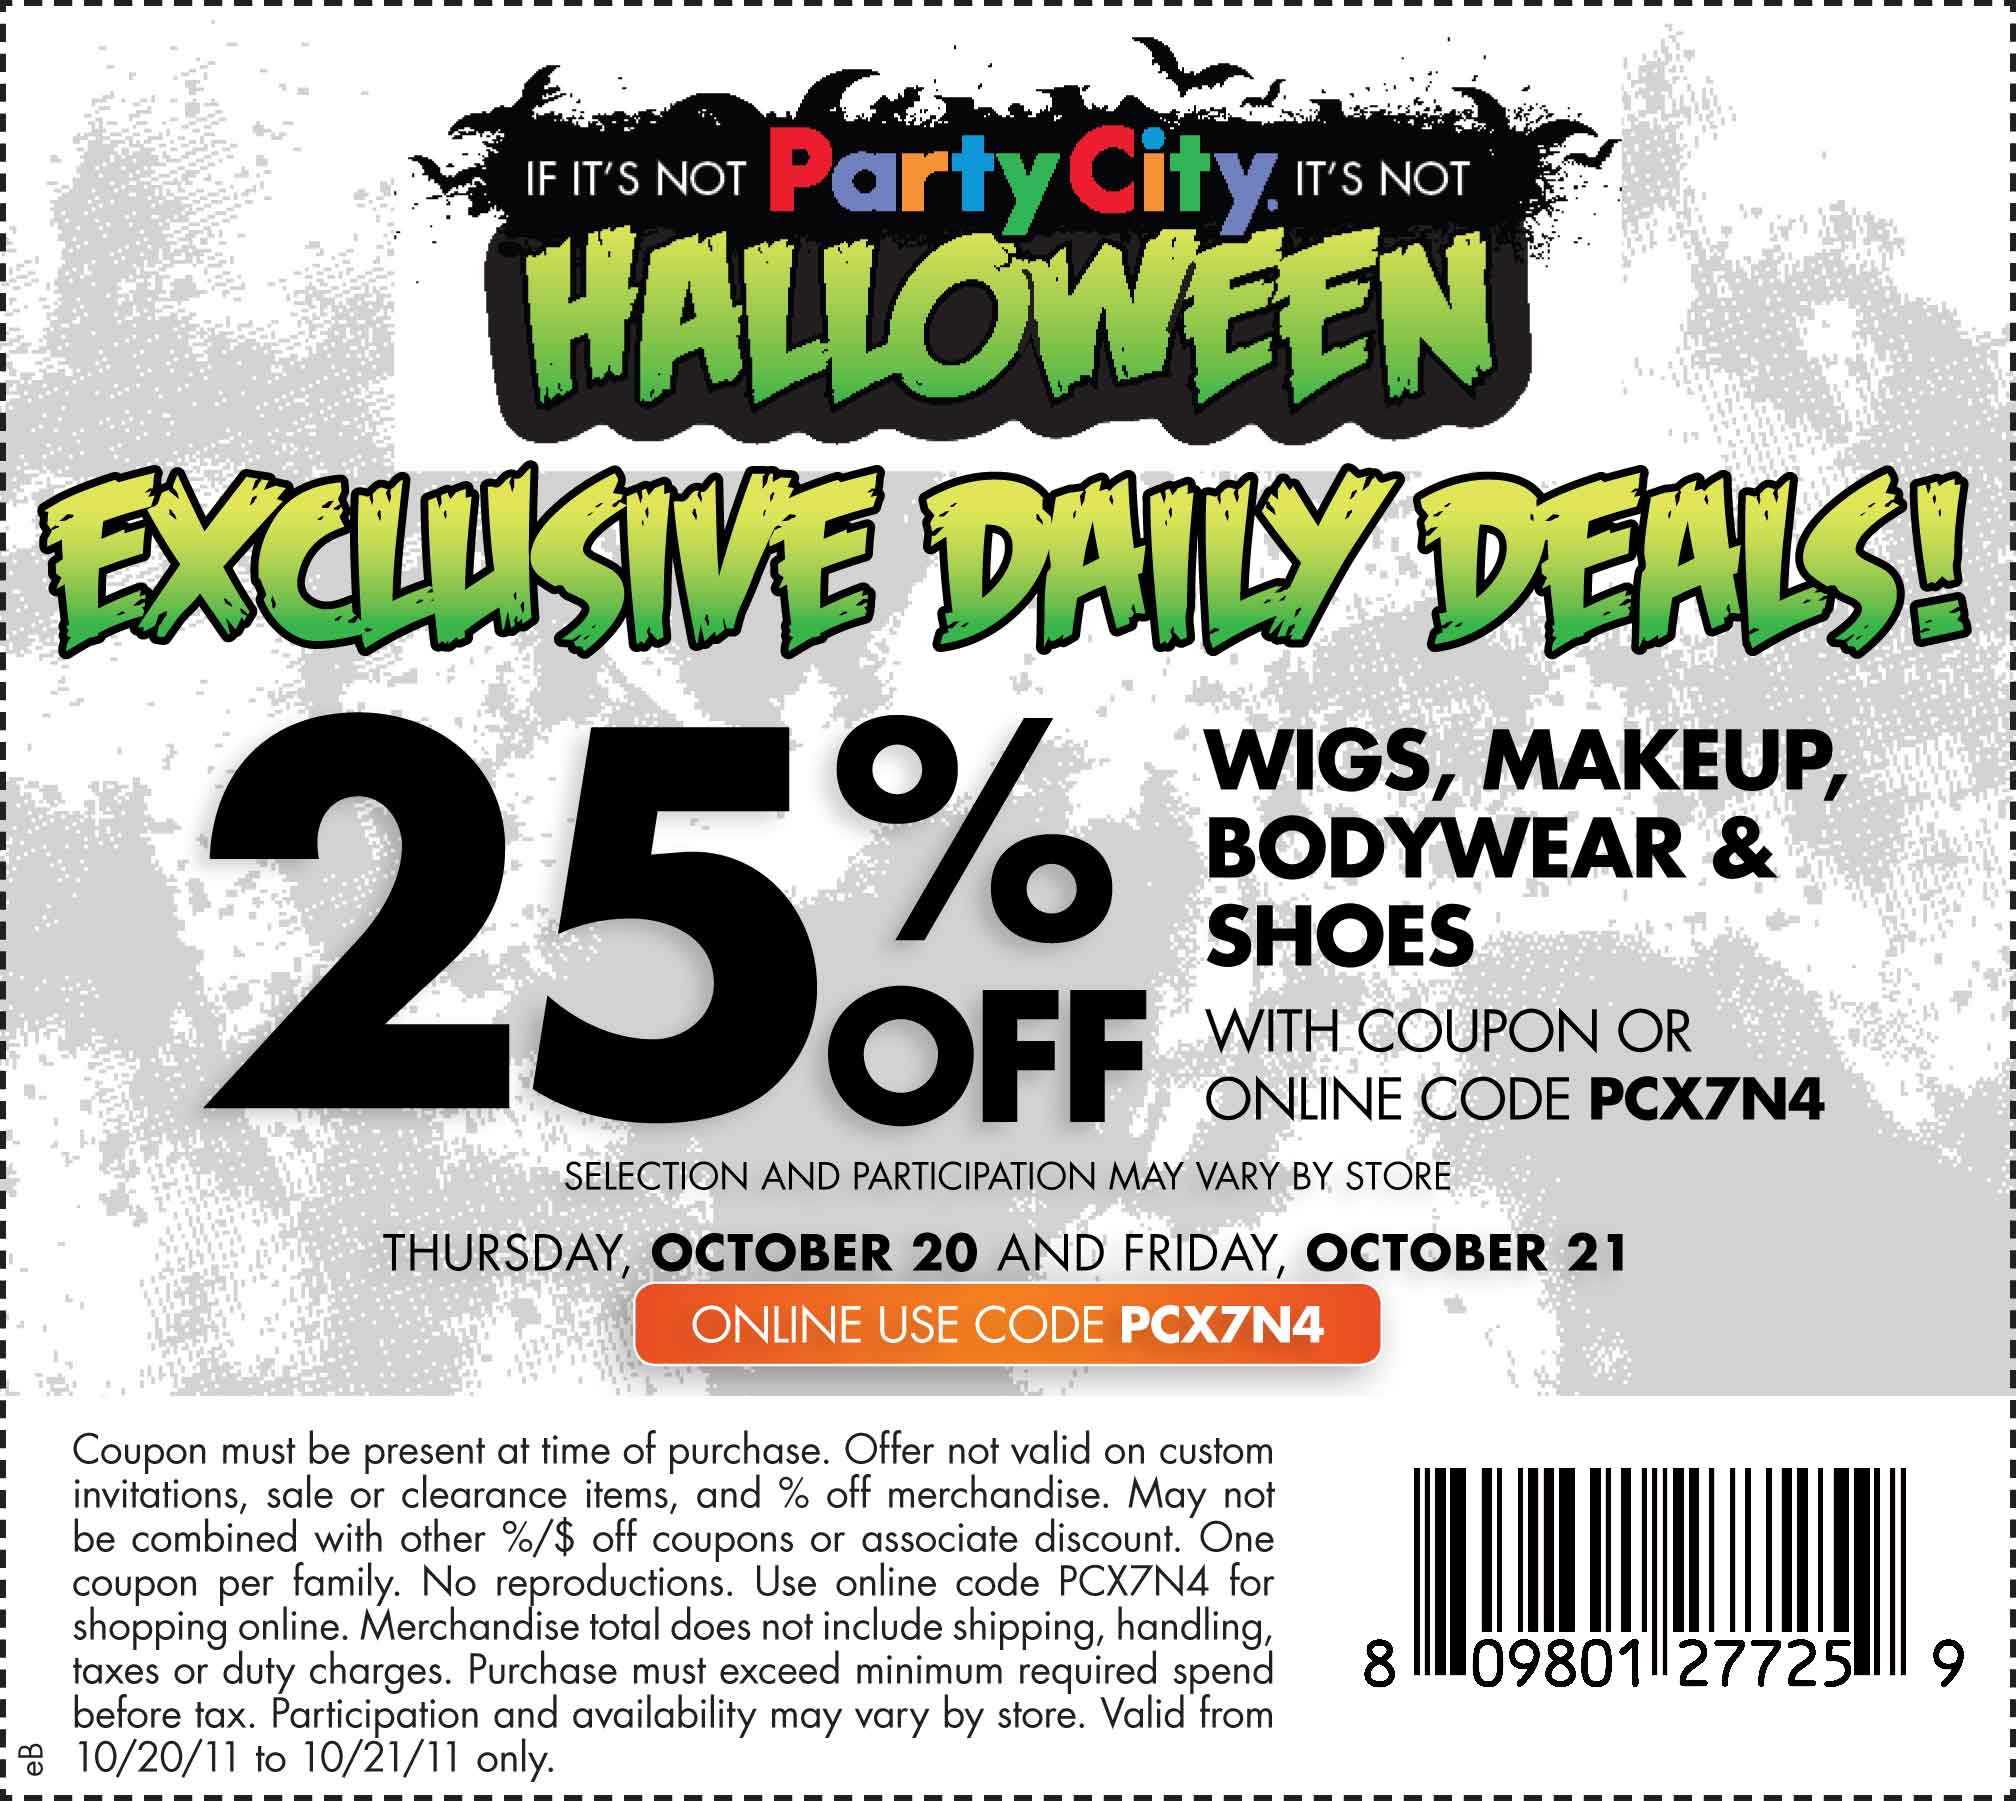 IF IT'S NOT PartyCity. IT'S NOT
HALLOWEEN
EXCLUSIVE DAILY DEALS!
25% OFF
WIGS, MAKEUP,
BODYWEAR &
SHOES
WITH COUPON OR
ONLINE CODE PCX7N4
SELECTION AND PARTICIPATION MAY VARY BY STORE
THURSDAY, OCTOBER 20 AND FRIDAY, OCTOBER 21
ONLINE USE CODE PCX7N4
Coupon must be present at time of purchase. Offer not valid on custom
invitations, sale or clearance items, and % off merchandise. May not
be combined with other %/$ off coupons or associate discount. One
coupon per family. No reproductions. Use online code PCX7N4 for
shopping online. Merchandise total does not include shipping, handling,
taxes or duty charges. Purchase must exceed minimum required spend
before tax. Participation and availability may vary by store. Valid from
10/20/11 to 10/21/11 only.
eB
8 09801 27725 9